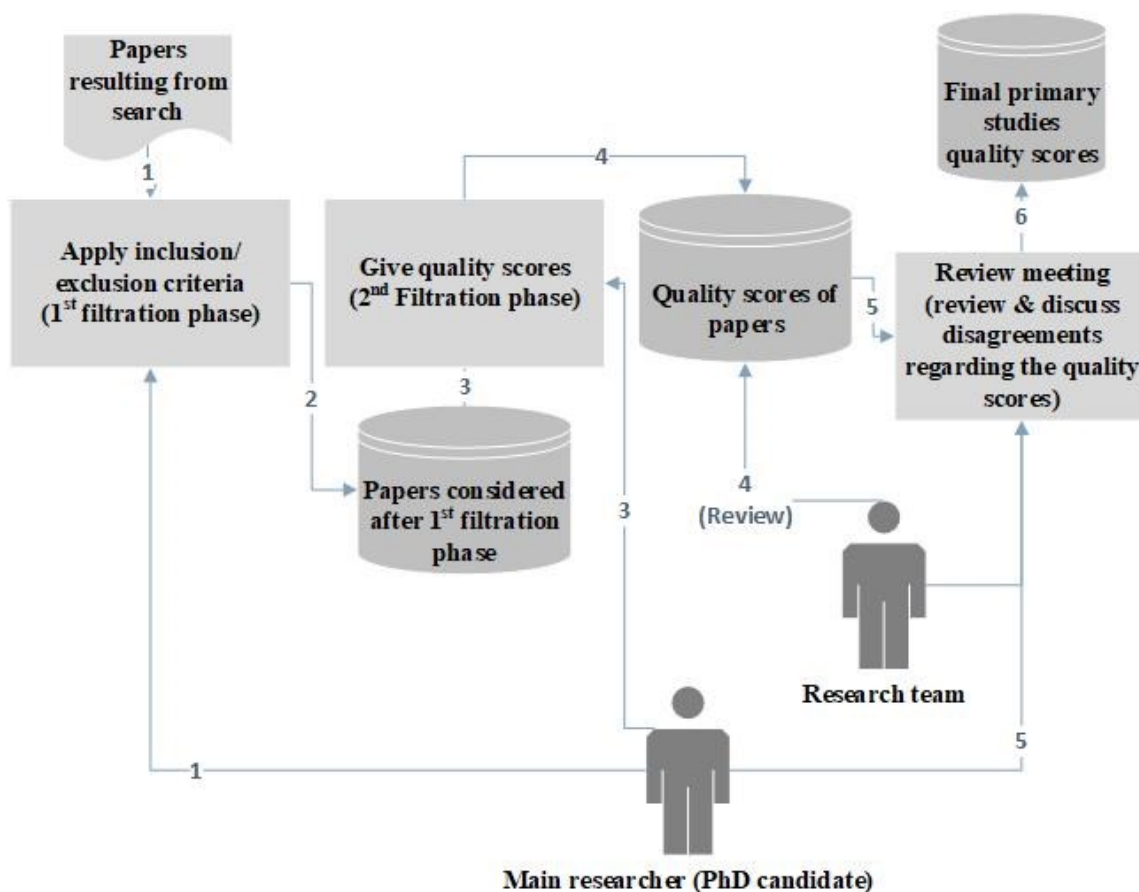 Papers
resulting from
search
1
Apply inclusion/
exclusion criteria
(1st filtration phase)
2
Papers considered
after 1st filtration
phase
3
Give quality scores
(2nd Filtration phase)
4
Quality scores of
papers
5
Review meeting
(review & discuss
disagreements
regarding the quality
scores)
6
Final primary
studies
quality scores
4
(Review)
3
Research team
1
5
Main researcher (PhD candidate)